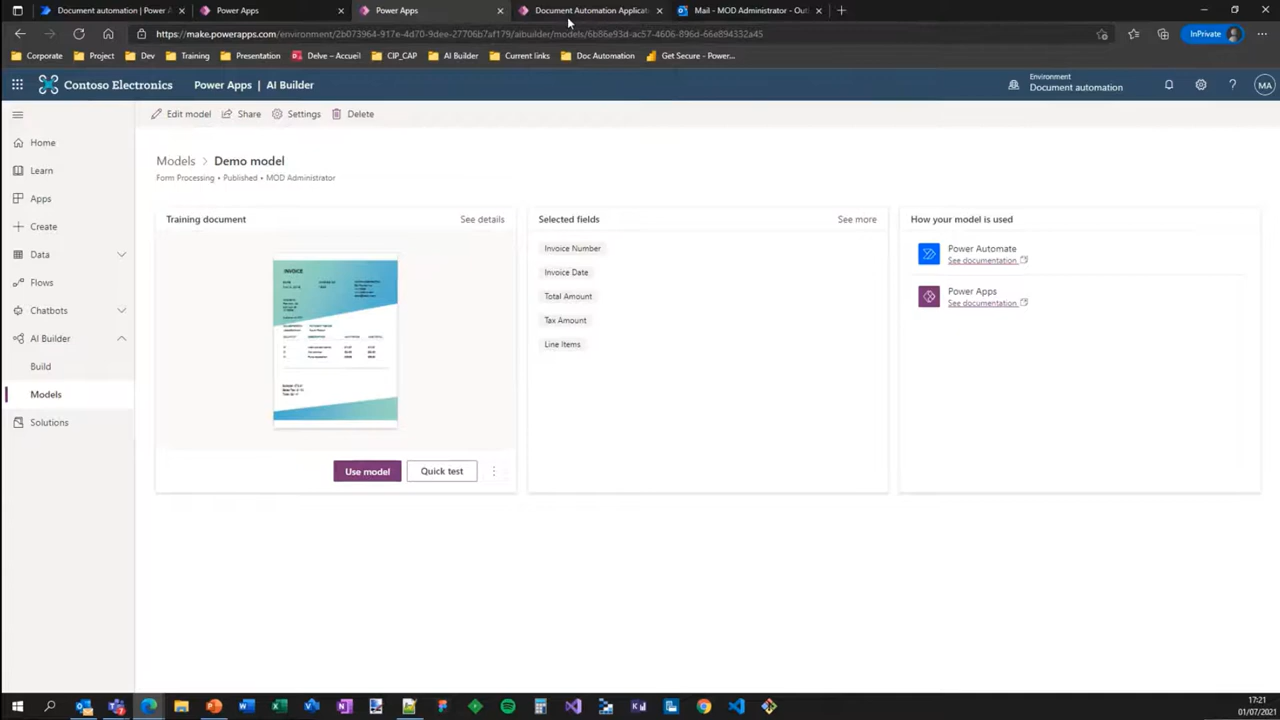 Document automation | Power A
Power Apps
Power Apps
Document Automation Applicat
Mail - MOD Administrator - Outl
https://make.powerapps.com/environment/2b073964-917e-4d70-9dee-27706b7af179/aibuilder/models/6b86e93d-ac57-4606-896d-66e894332a45
InPrivate
Corporate
Project
Dev
Training
Presentation
Delve – Accueil
CIP_CAP
AI Builder
Current links
Doc Automation
Get Secure - Power...
Contoso Electronics
Power Apps | AI Builder
Environment
Document automation
MA
Edit model
Share
Settings
Delete
Home
Learn
Apps
Create
Data
Flows
Chatbots
AI Builder
Build
Models
Solutions
Models > Demo model
Form Processing • Published • MOD Administrator
Training document
See details
INVOICE
Use model
Quick test
Selected fields
See more
Invoice Number
Invoice Date
Total Amount
Tax Amount
Line Items
How your model is used
Power Automate
See documentation
Power Apps
See documentation
17:21
01/07/2021